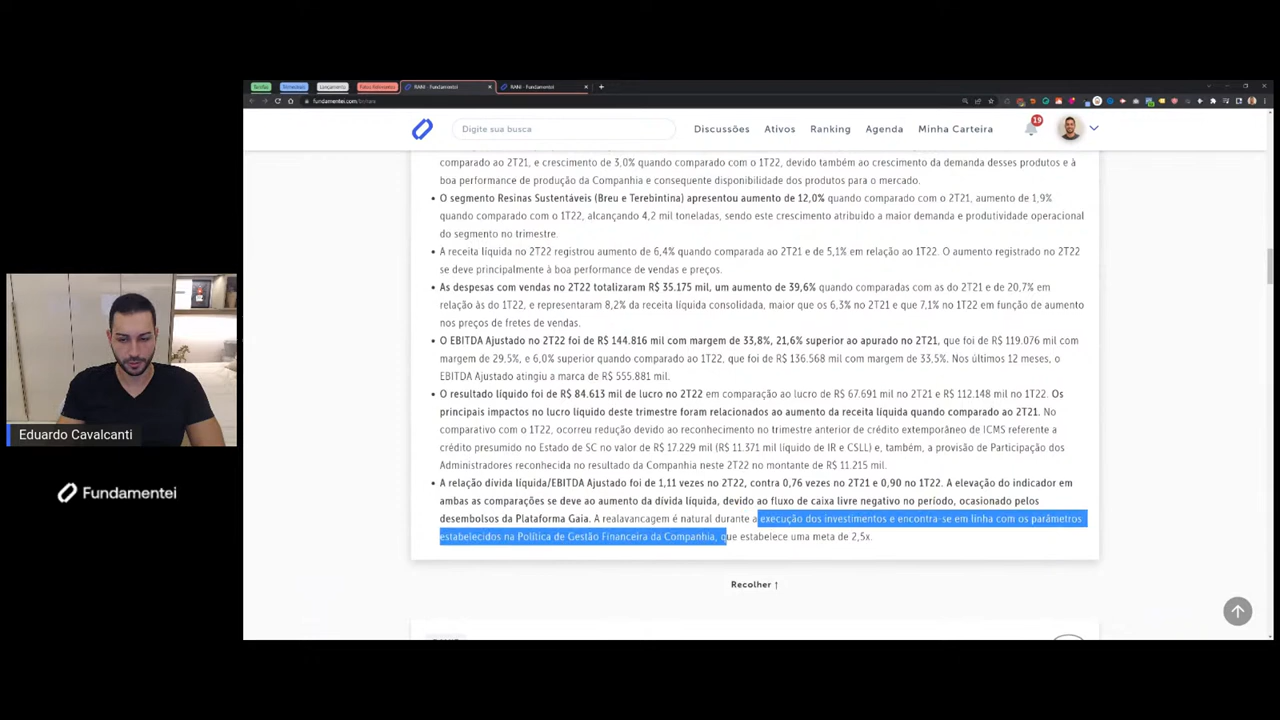 Tarefas
Trimestrais
Lançamento
RANI · Fundamentei
RANI · Fundamentei
Digite sua busca
Discussões
Ativos
Ranking
Agenda
Minha Carteira
19
comparado ao 2T21, e crescimento de 3,0% quando comparado com o 1T22, devido também ao crescimento da demanda desses produtos e à
boa performance de produção da Companhia e consequente disponibilidade dos produtos para o mercado.
O segmento Resinas Sustentáveis (Breu e Terebintina) apresentou aumento de 12,0% quando comparado com o 2T21, aumento de 1,9%
quando comparado com o 1T22, alcançando 4,2 mil toneladas, sendo este crescimento atribuído a maior demanda e produtividade operacional
do segmento no trimestre.
A receita líquida no 2T22 registrou aumento de 6,4% quando comparada ao 2T21 e de 5,1% em relação ao 1T22. O aumento registrado no 2T22
se deve principalmente à boa performance de vendas e preços.
As despesas com vendas no 2T22 totalizaram R$ 35.175 mil, um aumento de 39,6% quando comparadas com as do 2T21 e de 20,7% em
relação às do 1T22, e representaram 8,2% da receita líquida consolidada, maior que os 6,3% no 2T21 e que 7,1% no 1T22 em função de aumento
nos preços de fretes de vendas.
O EBITDA Ajustado no 2T22 foi de R$ 144.816 mil com margem de 33,8%, 21,6% superior ao apurado no 2T21, que foi de R$ 119.076 mil com
margem de 29,5%, e 6,0% superior quando comparado ao 1T22, que foi de R$ 136.568 mil com margem de 33,5%. Nos últimos 12 meses, o
EBITDA Ajustado atingiu a marca de R$ 555.881 mil.
O resultado líquido foi de R$ 84.613 mil de lucro no 2T22 em comparação ao lucro de R$ 67.691 mil no 2T21 e R$ 112.148 mil no 1T22. Os
principais impactos no lucro líquido deste trimestre foram relacionados ao aumento da receita líquida quando comparado ao 2T21. No
comparativo com o 1T22, ocorreu redução devido ao reconhecimento no trimestre anterior de crédito extemporâneo de ICMS referente a
crédito presumido no Estado de SC no valor de R$ 17.229 mil (R$ 11.371 mil líquido de IR e CSLL) e, também, a provisão de Participação dos
Administradores reconhecida no resultado da Companhia neste 2T22 no montante de R$ 11.215 mil.
A relação dívida líquida/EBITDA Ajustado foi de 1,11 vezes no 2T22, contra 0,76 vezes no 2T21 e 0,90 no 1T22. A elevação do indicador em
ambas as comparações se deve ao aumento da dívida líquida, devido ao fluxo de caixa livre negativo no período, ocasionado pelos
desembolsos da Plataforma Gaia. A realavancagem é natural durante a execução dos investimentos e encontra-se em linha com os parâmetros
estabelecidos na Política de Gestão Financeira da Companhia, que estabelece uma meta de 2,5x.
Recolher ↑
Eduardo Cavalcanti
Fundamentei